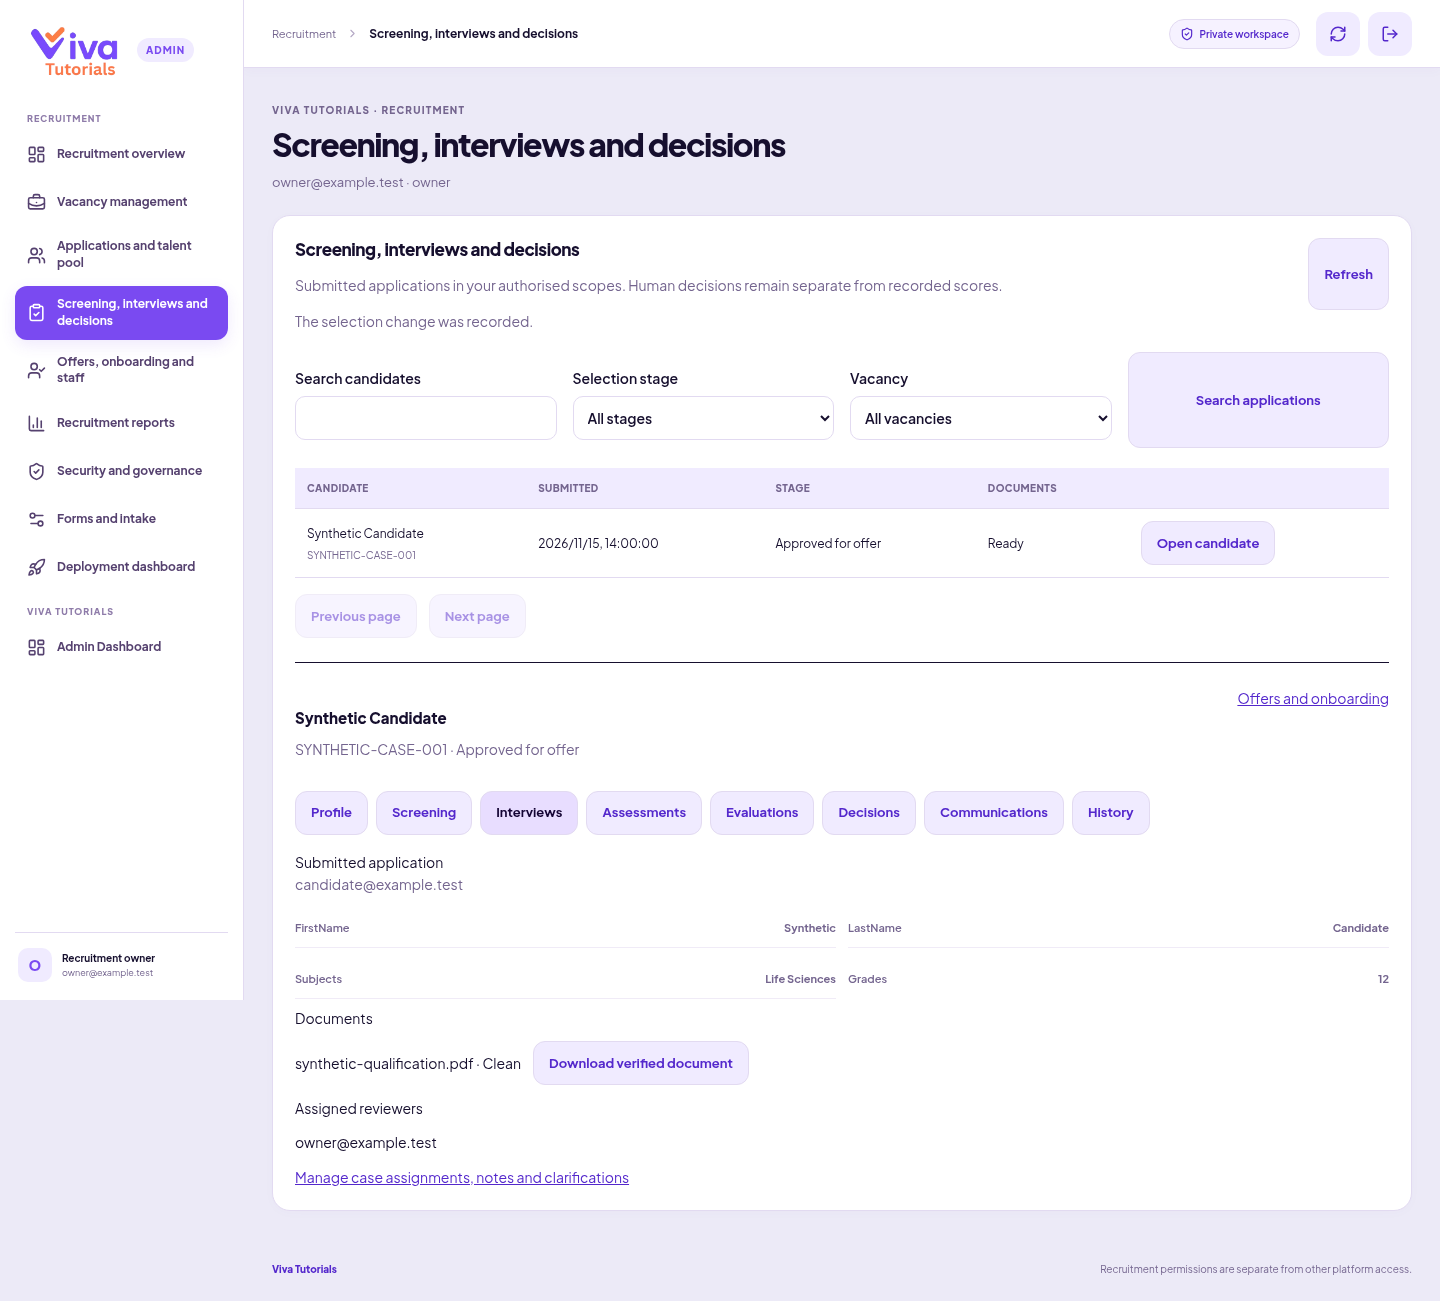 Viva
Tutorials
ADMIN
RECRUITMENT
Recruitment overview
Vacancy management
Applications and talent
pool
Screening, interviews and
decisions
Offers, onboarding and
staff
Recruitment reports
Security and governance
Forms and intake
Deployment dashboard
VIVA TUTORIALS
Admin Dashboard
O
Recruitment owner
owner@example.test
Recruitment
Screening, interviews and decisions
Private workspace
VIVA TUTORIALS · RECRUITMENT
Screening, interviews and decisions
owner@example.test · owner
Screening, interviews and decisions
Submitted applications in your authorised scopes. Human decisions remain separate from recorded scores.
The selection change was recorded.
Refresh
Search candidates
Selection stage
All stages
Vacancy
All vacancies
Search applications
CANDIDATE SUBMITTED STAGE DOCUMENTS
Synthetic Candidate
SYNTHETIC-CASE-001
2026/11/15, 14:00:00
Approved for offer
Ready
Open candidate
Previous page
Next page
Offers and onboarding
Synthetic Candidate
SYNTHETIC-CASE-001 · Approved for offer
Profile
Screening
Interviews
Assessments
Evaluations
Decisions
Communications
History
Submitted application
candidate@example.test
FirstName Synthetic
LastName Candidate
Subjects Life Sciences
Grades 12
Documents
synthetic-qualification.pdf · Clean
Download verified document
Assigned reviewers
owner@example.test
Manage case assignments, notes and clarifications
Viva Tutorials
Recruitment permissions are separate from other platform access.